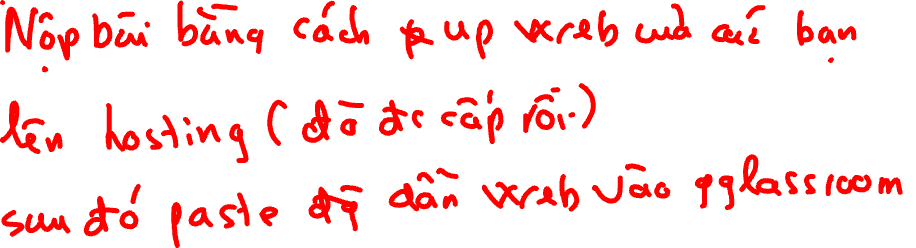 Nộp bài bằng cách up web của các bạn
lên hosting (đã đc cấp rồi.)
sau đó paste đg dẫn web vào gglassroom